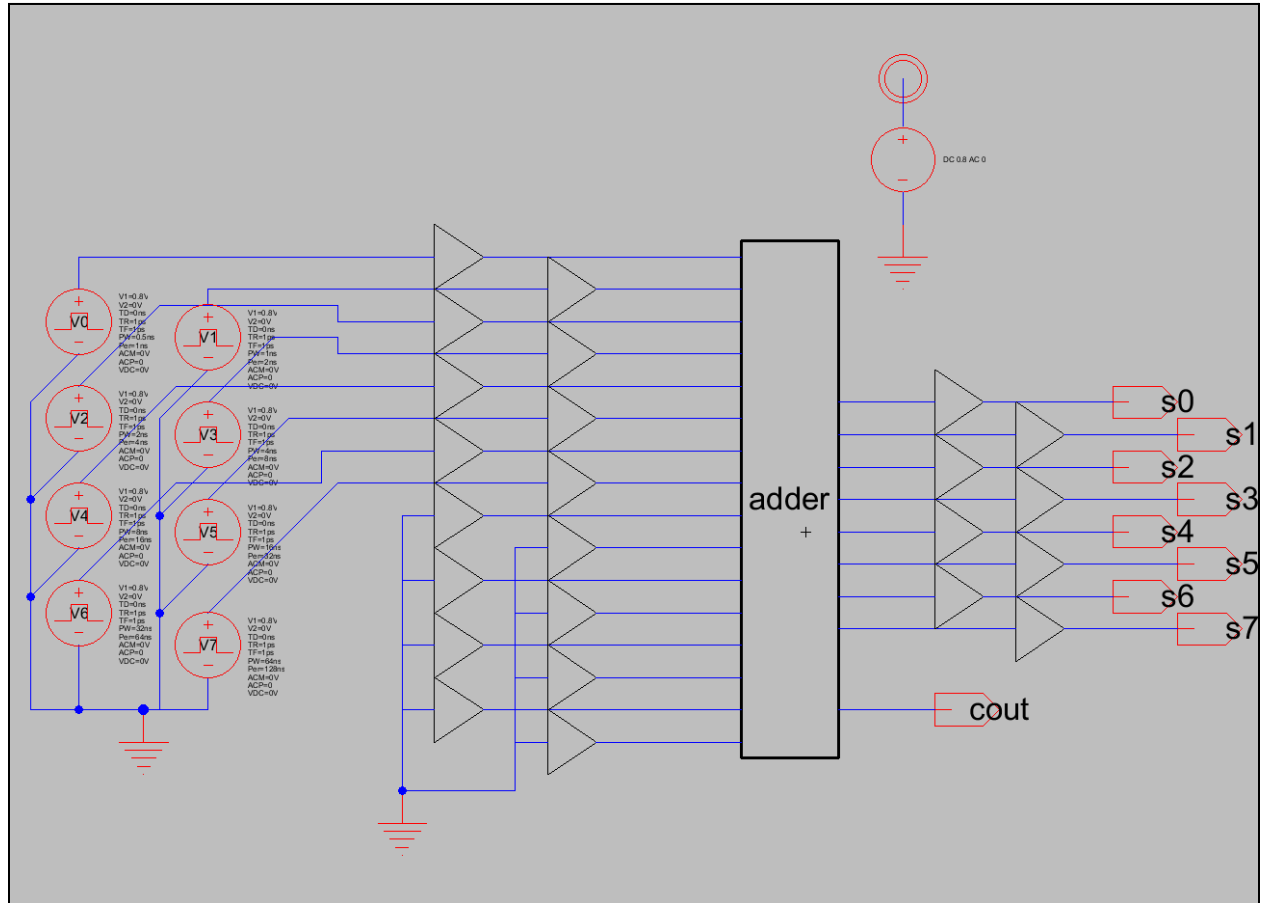 DC 0.8 AC 0
V0
V1=0.8V
V2=0V
TD=0ns
TR=1ps
TF=1ps
PW=0.5ns
Per=1ns
ACM=0V
ACP=0
VDC=0V
V1
V1=0.8V
V2=0V
TD=0ns
TR=1ps
TF=1ps
PW=1ns
Per=2ns
ACM=0V
ACP=0
VDC=0V
V2
V1=0.8V
V2=0V
TD=0ns
TR=1ps
TF=1ps
PW=2ns
Per=4ns
ACM=0V
ACP=0
VDC=0V
V3
V1=0.8V
V2=0V
TD=0ns
TR=1ps
TF=1ps
PW=4ns
Per=8ns
ACM=0V
ACP=0
VDC=0V
V4
V1=0.8V
V2=0V
TD=0ns
TR=1ps
TF=1ps
PW=8ns
Per=16ns
ACM=0V
ACP=0
VDC=0V
V5
V1=0.8V
V2=0V
TD=0ns
TR=1ps
TF=1ps
PW=16ns
Per=32ns
ACM=0V
ACP=0
VDC=0V
V6
V1=0.8V
V2=0V
TD=0ns
TR=1ps
TF=1ps
PW=32ns
Per=64ns
ACM=0V
ACP=0
VDC=0V
V7
V1=0.8V
V2=0V
TD=0ns
TR=1ps
TF=1ps
PW=64ns
Per=128ns
ACM=0V
ACP=0
VDC=0V
adder
s0
s1
s2
s3
s4
s5
s6
s7
cout